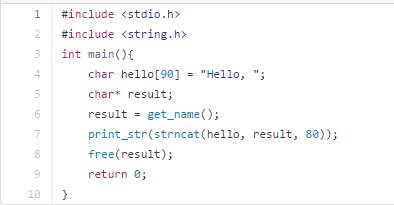 1 #include <stdio.h>
2 #include <string.h>
3 int main(){
4     char hello[90] = "Hello, ";
5     char* result;
6     result = get_name();
7     print_str(strncat(hello, result, 80));
8     free(result);
9     return 0;
10 }